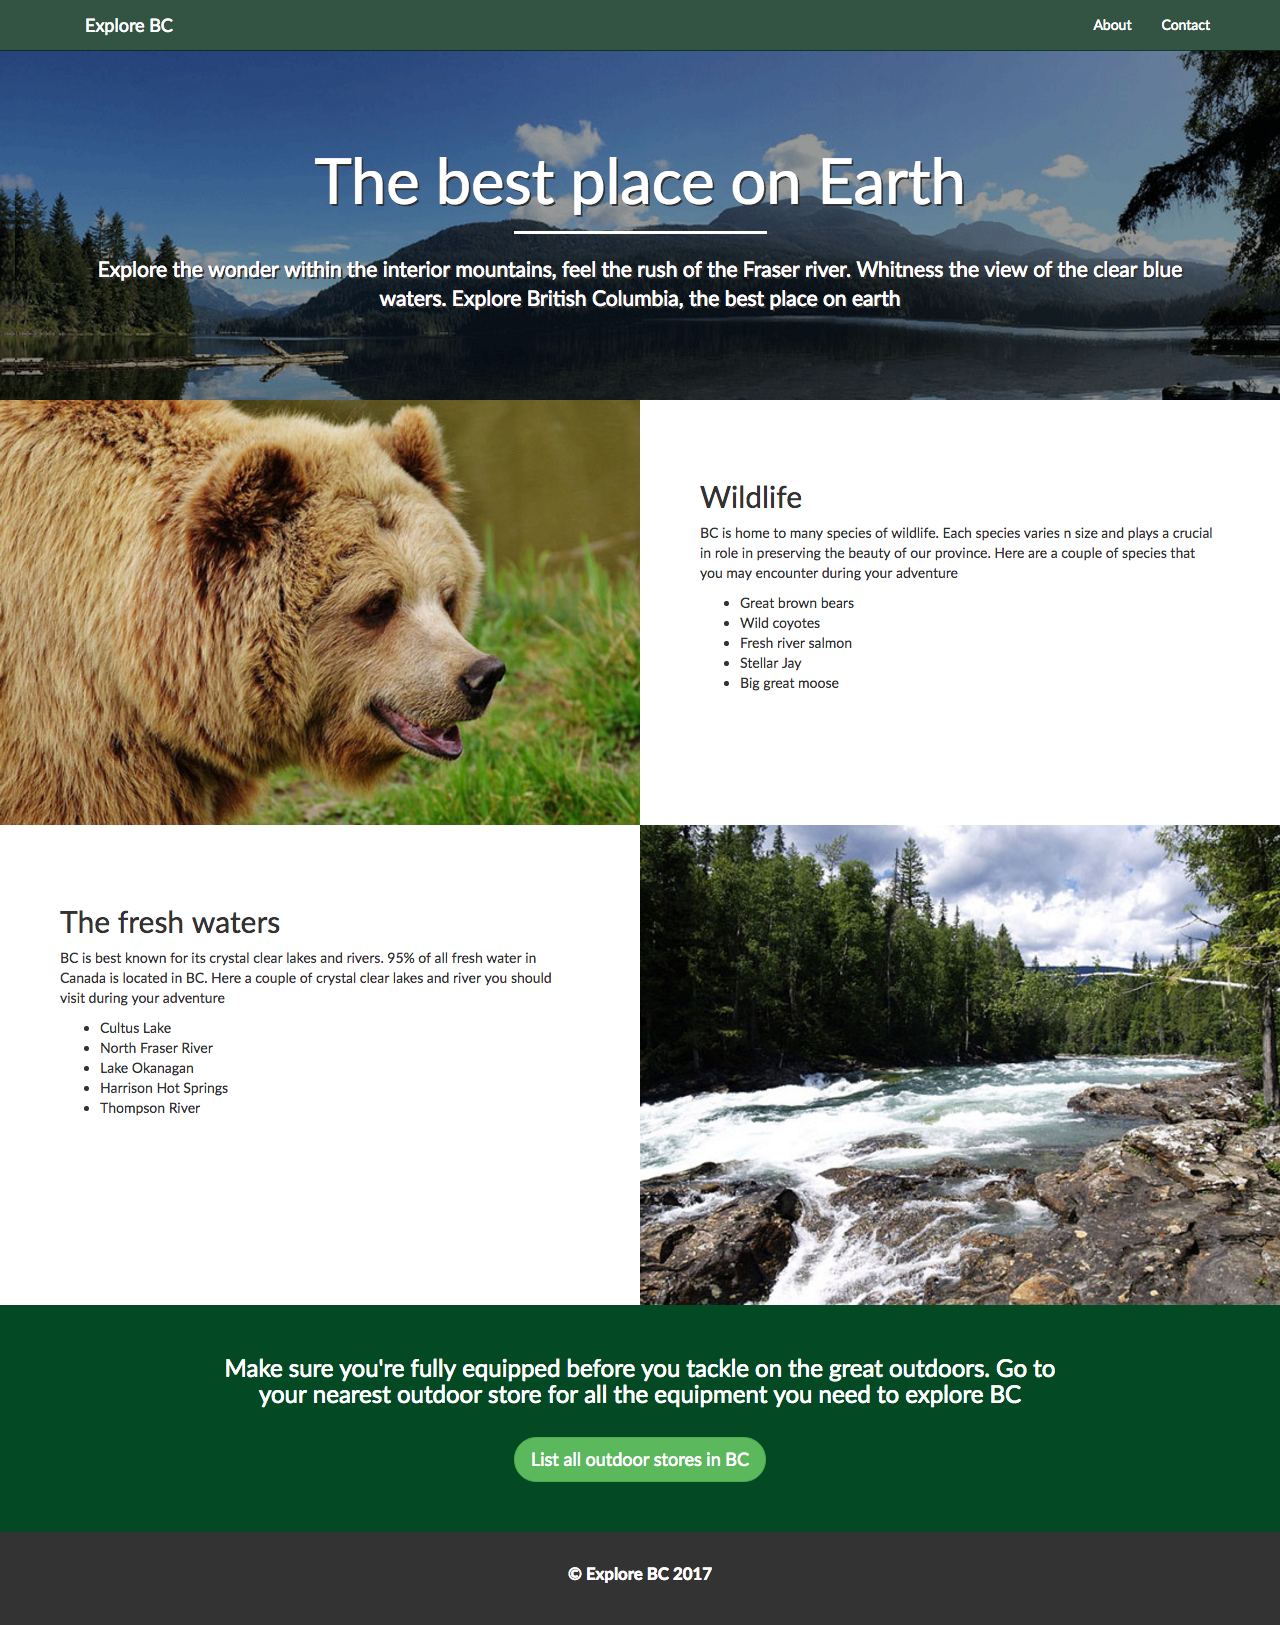 Explore BC
About
Contact
The best place on Earth
Explore the wonder within the interior mountains, feel the rush of the Fraser river. Whitness the view of the clear blue
waters. Explore British Columbia, the best place on earth
Wildlife
BC is home to many species of wildlife. Each species varies n size and plays a crucial
in role in preserving the beauty of our province. Here are a couple of species that
you may encounter during your adventure
• Great brown bears
• Wild coyotes
• Fresh river salmon
• Stellar Jay
• Big great moose
The fresh waters
BC is best known for its crystal clear lakes and rivers. 95% of all fresh water in
Canada is located in BC. Here a couple of crystal clear lakes and river you should
visit during your adventure
• Cultus Lake
• North Fraser River
• Lake Okanagan
• Harrison Hot Springs
• Thompson River
Make sure you're fully equipped before you tackle on the great outdoors. Go to
your nearest outdoor store for all the equipment you need to explore BC
List all outdoor stores in BC
© Explore BC 2017